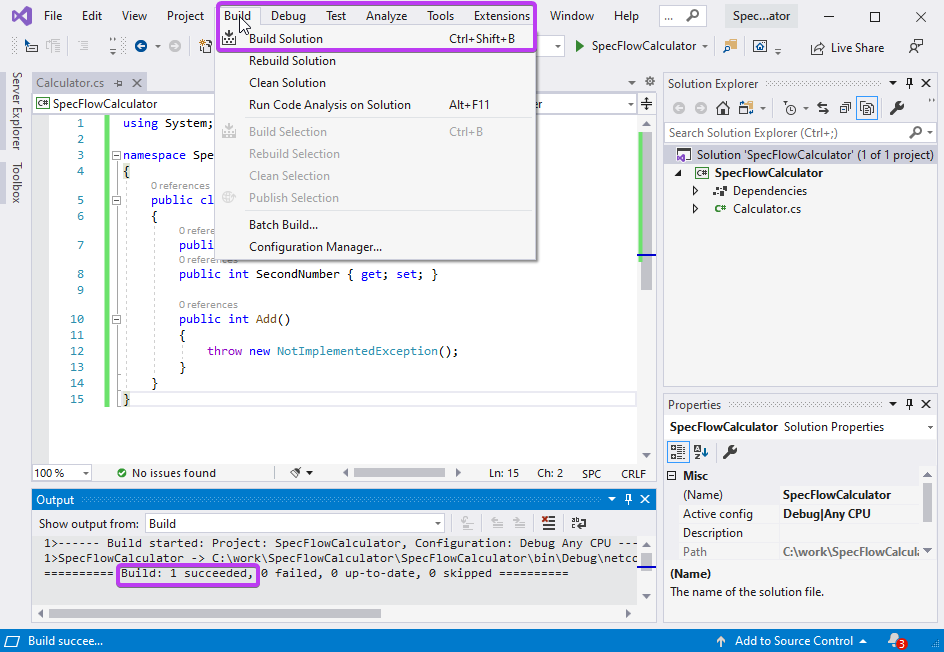 File Edit View Project Build Debug Test Analyze Tools Extensions Window Help ... Spec...ator
SpecFlowCalculator Live Share
Build Solution Ctrl+Shift+B
Rebuild Solution
Clean Solution
Run Code Analysis on Solution Alt+F11
Build Selection Ctrl+B
Rebuild Selection
Clean Selection
Publish Selection
Batch Build...
Configuration Manager...
Server Explorer
Toolbox
Calculator.cs
C# SpecFlowCalculator er
1 using System;
2
3 namespace Spe
4 {
0 references
5 public cl
6 {
0 refere
7 publi
0 references
8 public int SecondNumber { get; set; }
9
0 references
10 public int Add()
11 {
12 throw new NotImplementedException();
13 }
14 }
15 }
100 % No issues found Ln: 15 Ch: 2 SPC CRLF
Output
Show output from: Build
1>------ Build started: Project: SpecFlowCalculator, Configuration: Debug Any CPU ---
1>SpecFlowCalculator -> C:\work\SpecFlowCalculator\SpecFlowCalculator\bin\Debug\netco
========== Build: 1 succeeded, 0 failed, 0 up-to-date, 0 skipped ==========
Solution Explorer
Search Solution Explorer (Ctrl+;)
Solution 'SpecFlowCalculator' (1 of 1 project)
C# SpecFlowCalculator
Dependencies
C# Calculator.cs
Properties
SpecFlowCalculator Solution Properties
Misc
(Name) SpecFlowCalculator
Active config Debug|Any CPU
Description
Path C:\work\SpecFlowCalcula
(Name)
The name of the solution file.
Build succee... Add to Source Control 3